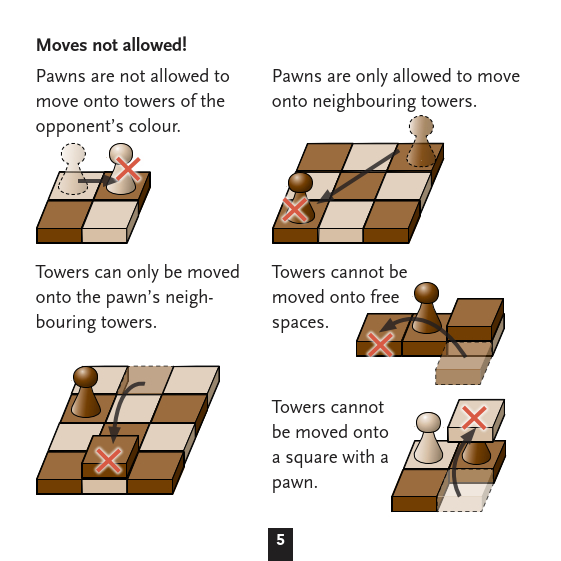 Moves not allowed!
Pawns are not allowed to
move onto towers of the
opponent's colour.
Pawns are only allowed to move
onto neighbouring towers.
Towers can only be moved
onto the pawn's neigh-
bouring towers.
Towers cannot be
moved onto free
spaces.
Towers cannot
be moved onto
a square with a
pawn.
5